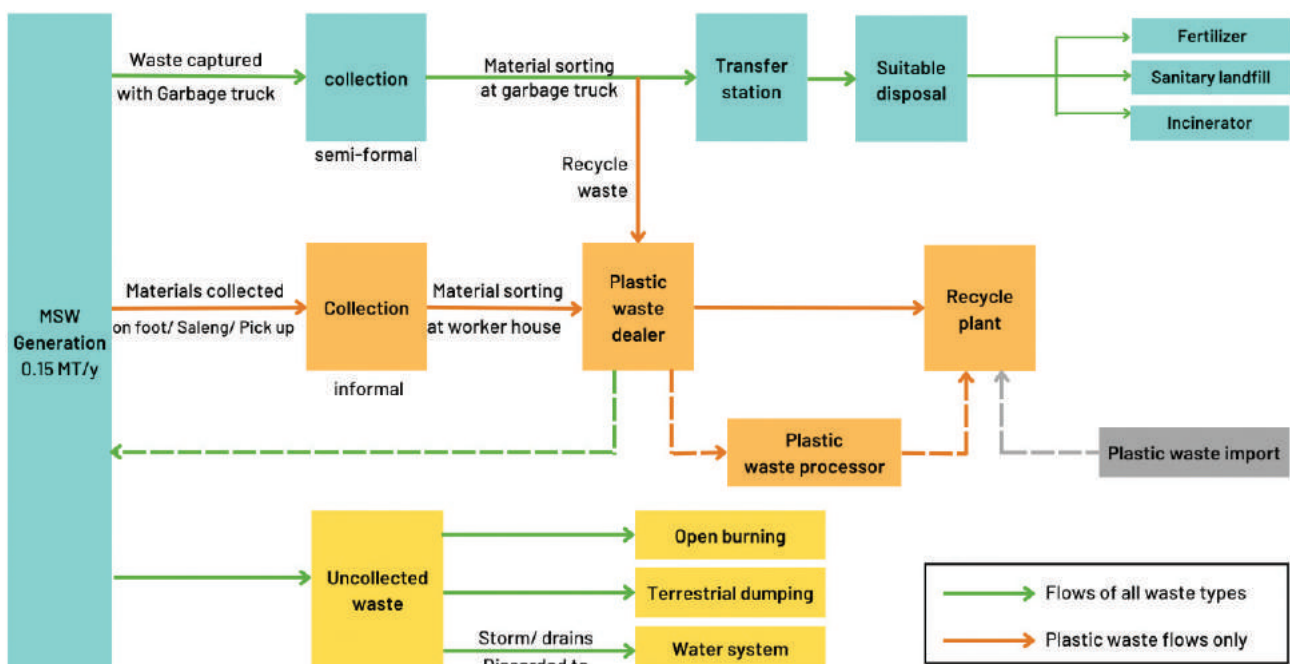 Waste captured
with Garbage truck
collection
semi-formal
Material sorting
at garbage truck
Transfer
station
Suitable
disposal
Fertilizer
Sanitary landfill
Incinerator
Recycle
waste
MSW
Generation
0.15 MT/y
Materials collected
on foot/ Saleng/ Pick up
Collection
informal
Material sorting
at worker house
Plastic
waste
dealer
Recycle
plant
Plastic
waste processor
Plastic waste import
Uncollected
waste
Open burning
Terrestrial dumping
Storm/ drains
Discarded to
Water system
Flows of all waste types
Plastic waste flows only